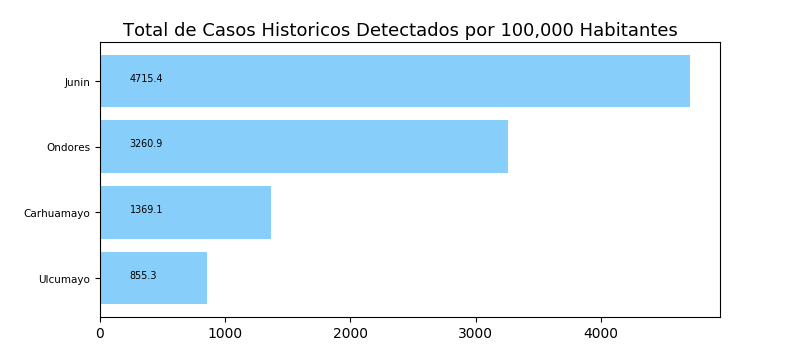 Total de Casos Historicos Detectados por 100,000 Habitantes
Junin 4715.4
Ondores 3260.9
Carhuamayo 1369.1
Ulcumayo 855.3
0 1000 2000 3000 4000